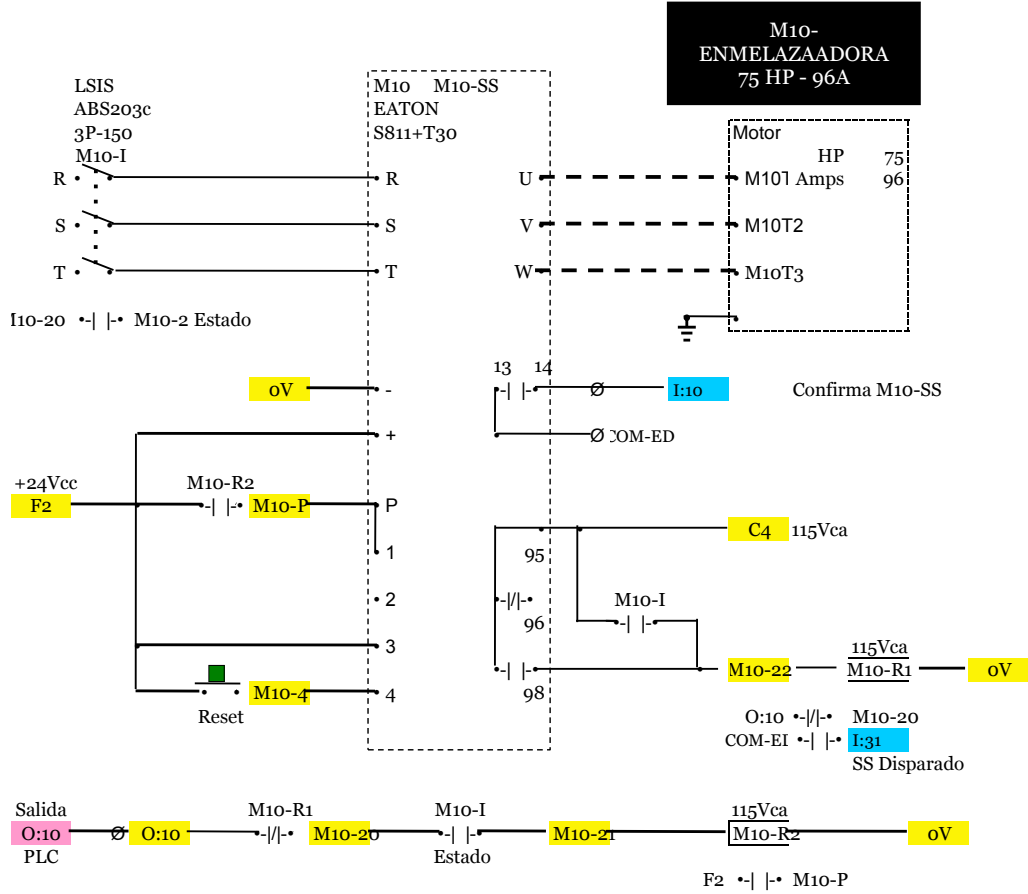 M10-
ENMELAZAADORA
75 HP - 96A
LSIS
ABS203c
3P-150
M10-I
M10 M10-SS
EATON
S811+T30
Motor
HP 75
R R U M10T Amps 96
S S V M10T2
T T W M10T3
I10-20 •-| |-• M10-2 Estado
13 14
0V - -| |- Ø I:10 Confirma M10-SS
+ Ø COM-ED
+24Vcc M10-R2
F2 -| |- M10-P P
C4 115Vca
1 95
2 -|/|- M10-I
96 -| |-
3 115Vca
-| |- M10-22 M10-R1 0V
M10-4 4 98
Reset
O:10 •-|/|-• M10-20
COM-EI •-| |-• I:31
SS Disparado
Salida M10-R1 M10-I 115Vca
O:10 Ø O:10 -|/|- M10-20 -| |- M10-21 M10-R2 0V
PLC Estado
F2 •-| |-• M10-P